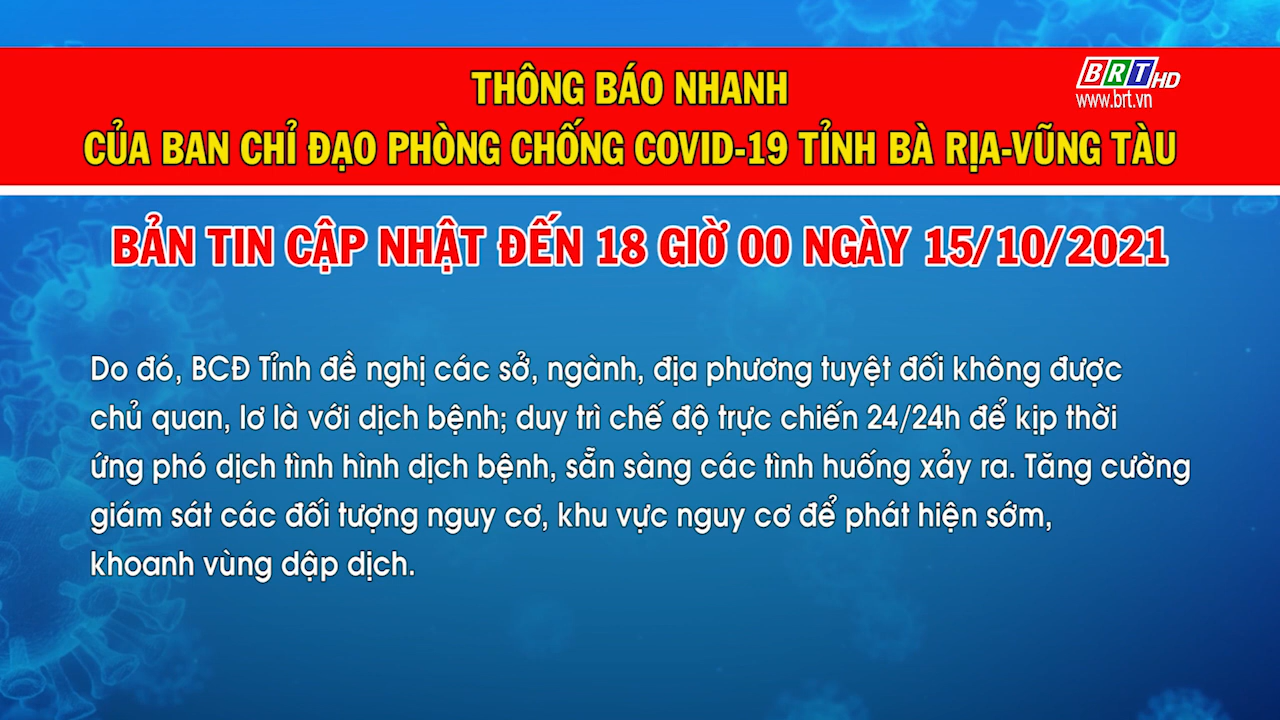 THÔNG BÁO NHANH
BRT HD
www.brt.vn
CỦA BAN CHỈ ĐẠO PHÒNG CHỐNG COVID-19 TỈNH BÀ RỊA-VŨNG TÀU
BẢN TIN CẬP NHẬT ĐẾN 18 GIỜ 00 NGÀY 15/10/2021
Do đó, BCĐ Tỉnh đề nghị các sở, ngành, địa phương tuyệt đối không được
chủ quan, lơ là với dịch bệnh; duy trì chế độ trực chiến 24/24h để kịp thời
ứng phó dịch tình hình dịch bệnh, sẵn sàng các tình huống xảy ra. Tăng cường
giám sát các đối tượng nguy cơ, khu vực nguy cơ để phát hiện sớm,
khoanh vùng dập dịch.